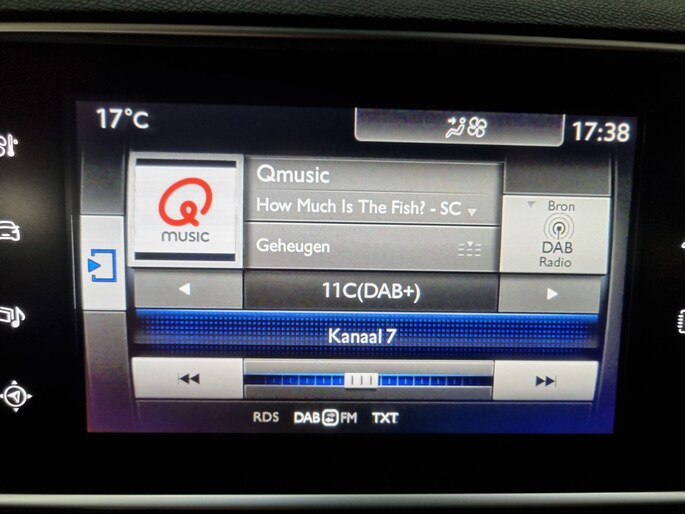 17°C
17:38
Qmusic
How Much Is The Fish? - SC
MUSIC
Geheugen
Bron
DAB
Radio
11C(DAB+)
Kanaal 7
RDS DAB FM TXT